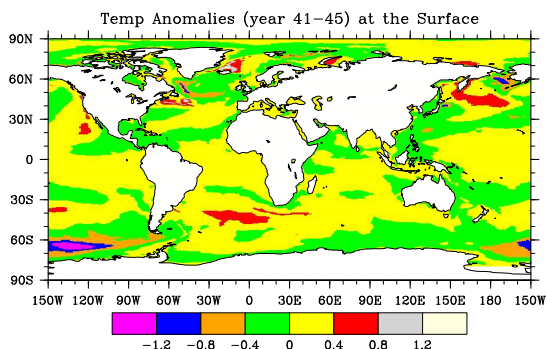 Temp Anomalies (year 41-45) at the Surface
90N
60N
30N
0
30S
60S
90S
150W 120W 90W 60W 30W 0 30E 60E 90E 120E 150E 180 150W
-1.2 -0.8 -0.4 0 0.4 0.8 1.2